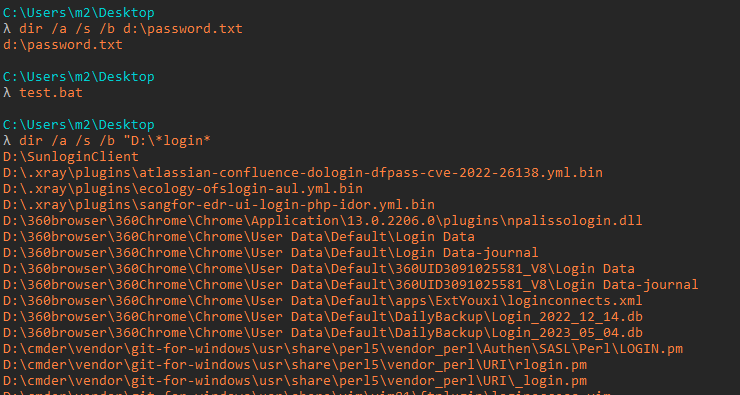 C:\Users\m2\Desktop
λ dir /a /s /b d:\password.txt
d:\password.txt
C:\Users\m2\Desktop
λ test.bat
C:\Users\m2\Desktop
λ dir /a /s /b "D:\*login*
D:\SunloginClient
D:\.xray\plugins\atlassian-confluence-dologin-dfpass-cve-2022-26138.yml.bin
D:\.xray\plugins\ecology-ofslogin-aul.yml.bin
D:\.xray\plugins\sangfor-edr-ui-login-php-idor.yml.bin
D:\360browser\360Chrome\Chrome\Application\13.0.2206.0\plugins\npalissologin.dll
D:\360browser\360Chrome\Chrome\User Data\Default\Login Data
D:\360browser\360Chrome\Chrome\User Data\Default\Login Data-journal
D:\360browser\360Chrome\Chrome\User Data\Default\360UID3091025581_V8\Login Data
D:\360browser\360Chrome\Chrome\User Data\Default\360UID3091025581_V8\Login Data-journal
D:\360browser\360Chrome\Chrome\User Data\Default\apps\ExtYouxi\loginconnects.xml
D:\360browser\360Chrome\Chrome\User Data\Default\DailyBackup\Login_2022_12_14.db
D:\360browser\360Chrome\Chrome\User Data\Default\DailyBackup\Login_2023_05_04.db
D:\cmder\vendor\git-for-windows\usr\share\perl5\vendor_perl\Authen\SASL\Perl\LOGIN.pm
D:\cmder\vendor\git-for-windows\usr\share\perl5\vendor_perl\URI\rlogin.pm
D:\cmder\vendor\git-for-windows\usr\share\perl5\vendor_perl\URI\_login.pm